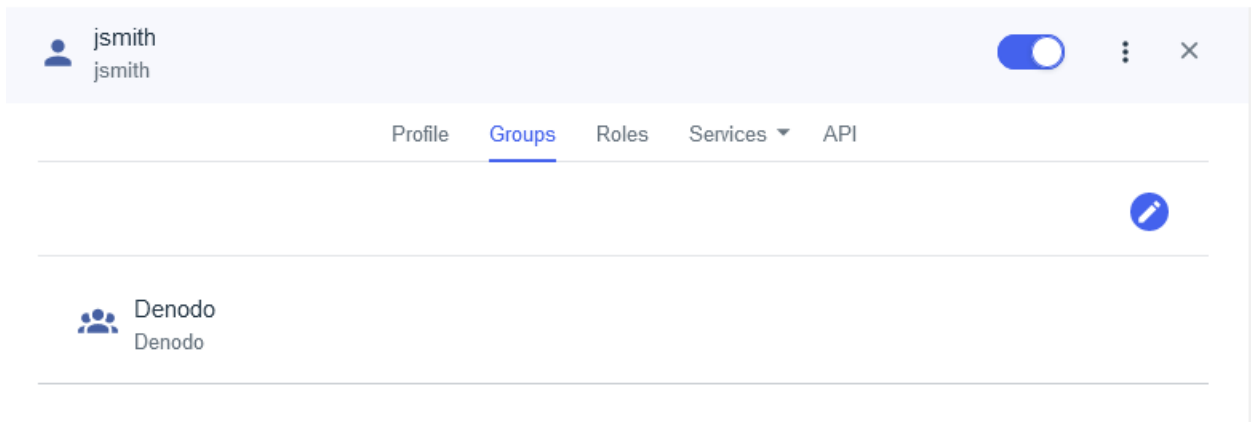 jsmith
jsmith
Profile Groups Roles Services API
Denodo
Denodo